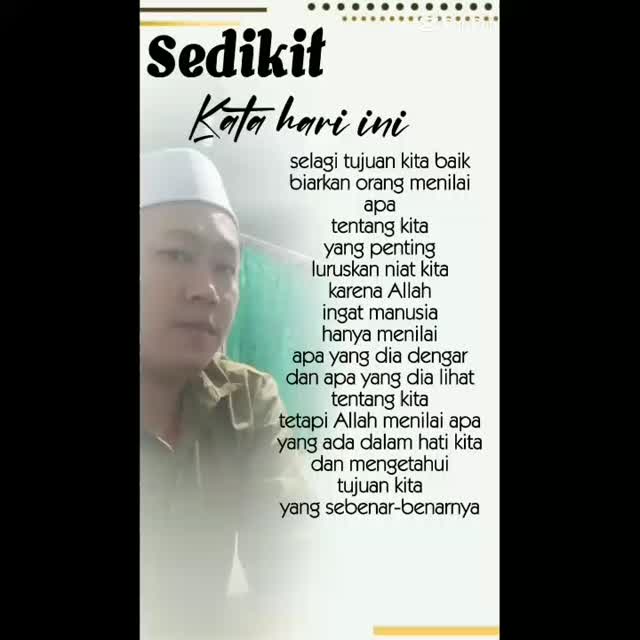 Sedikit
Kata hari ini
selagi tujuan kita baik
biarkan orang menilai
apa
tentang kita
yang penting
luruskan niat kita
karena Allah
ingat manusia
hanya menilai
apa yang dia dengar
dan apa yang dia lihat
tentang kita
tetapi Allah menilai apa
yang ada dalam hati kita
dan mengetahui
tujuan kita
yang sebenar-benarnya